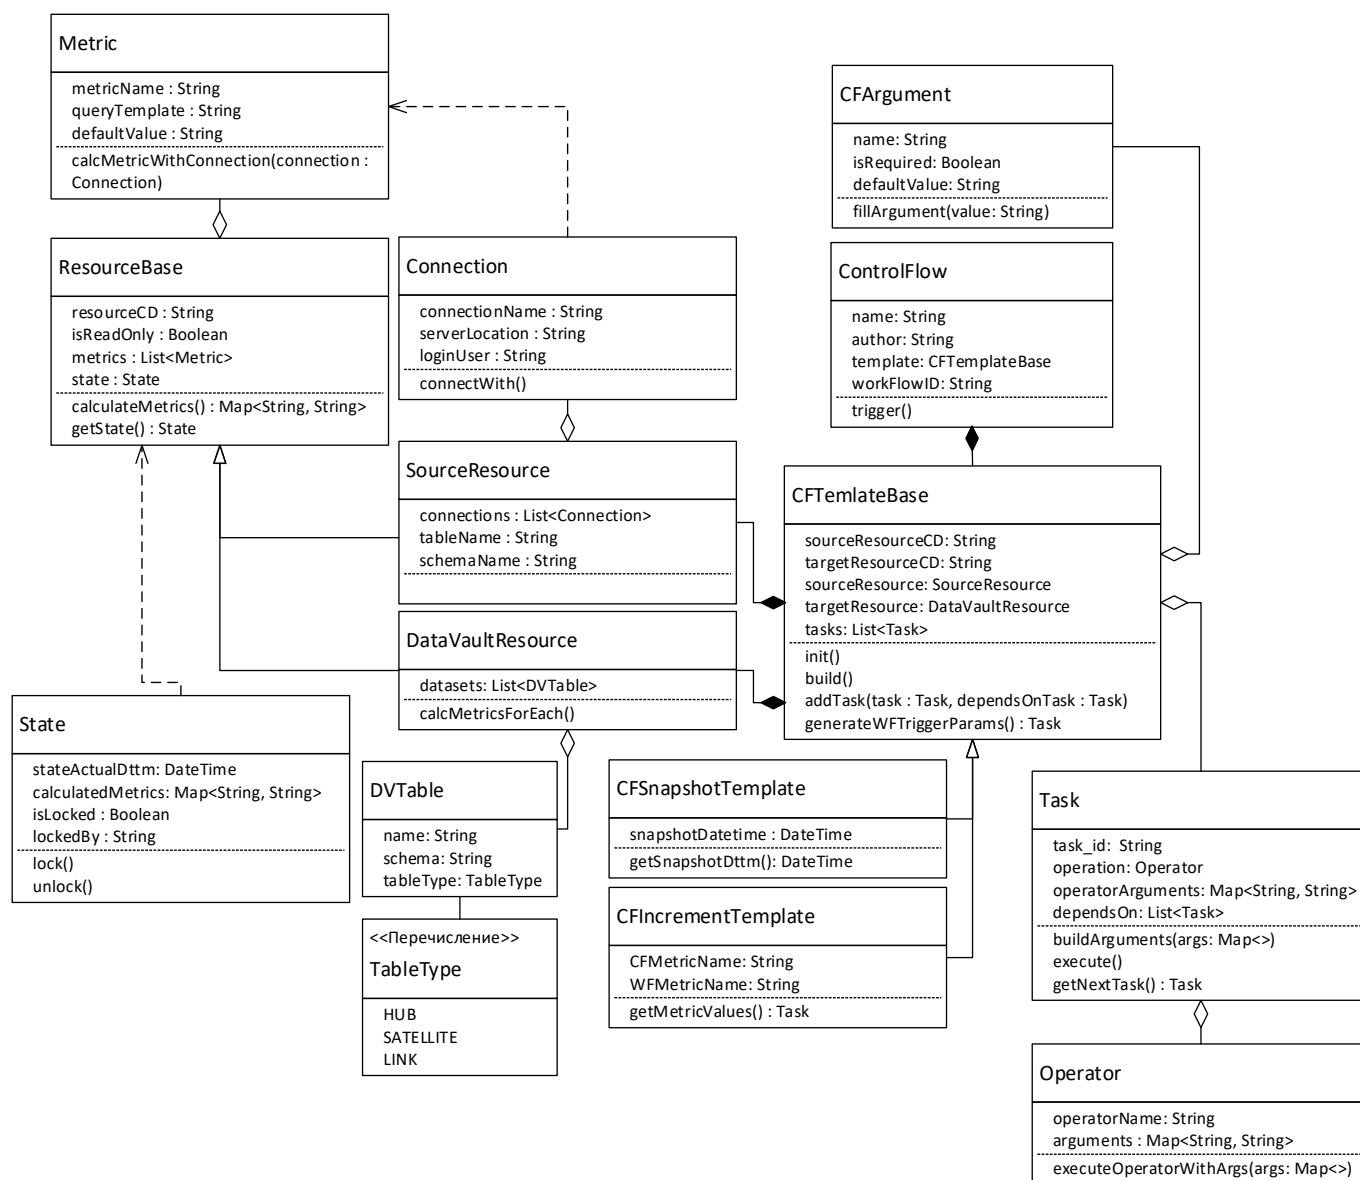 Metric
metricName : String
queryTemplate : String
defaultValue : String
calcMetricWithConnection(connection :
Connection)
ResourceBase
resourceCD : String
isReadOnly : Boolean
metrics : List<Metric>
state : State
calculateMetrics() : Map<String, String>
getState() : State
Connection
connectionName : String
serverLocation : String
loginUser : String
connectWith()
SourceResource
connections : List<Connection>
tableName : String
schemaName : String
DataVaultResource
datasets: List<DVTable>
calcMetricsForEach()
State
stateActualDttm: DateTime
calculatedMetrics: Map<String, String>
isLocked : Boolean
lockedBy : String
lock()
unlock()
DVTable
name: String
schema: String
tableType: TableType
<<Перечисление>>
TableType
HUB
SATELLITE
LINK
CFArgument
name: String
isRequired: Boolean
defaultValue: String
fillArgument(value: String)
ControlFlow
name: String
author: String
template: CFTemplateBase
workFlowID: String
trigger()
CFTemlateBase
sourceResourceCD: String
targetResourceCD: String
sourceResource: SourceResource
targetResource: DataVaultResource
tasks: List<Task>
init()
build()
addTask(task : Task, dependsOnTask : Task)
generateWFTriggerParams() : Task
CFSnapshotTemplate
snapshotDatetime : DateTime
getSnapshotDttm(): DateTime
CFIncrementTemplate
CFMetricName: String
WFMetricName: String
getMetricValues() : Task
Task
task_id: String
operation: Operator
operatorArguments: Map<String, String>
dependsOn: List<Task>
buildArguments(args: Map<>)
execute()
getNextTask() : Task
Operator
operatorName: String
arguments : Map<String, String>
executeOperatorWithArgs(args: Map<>)